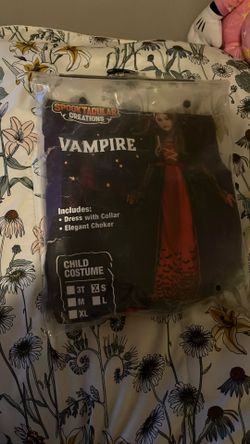 SPOOKTACULAR
CREATIONS
VAMPIRE
Includes:
• Dress with Collar
• Elegant Choker
CHILD
COSTUME
3T S
M L
XL